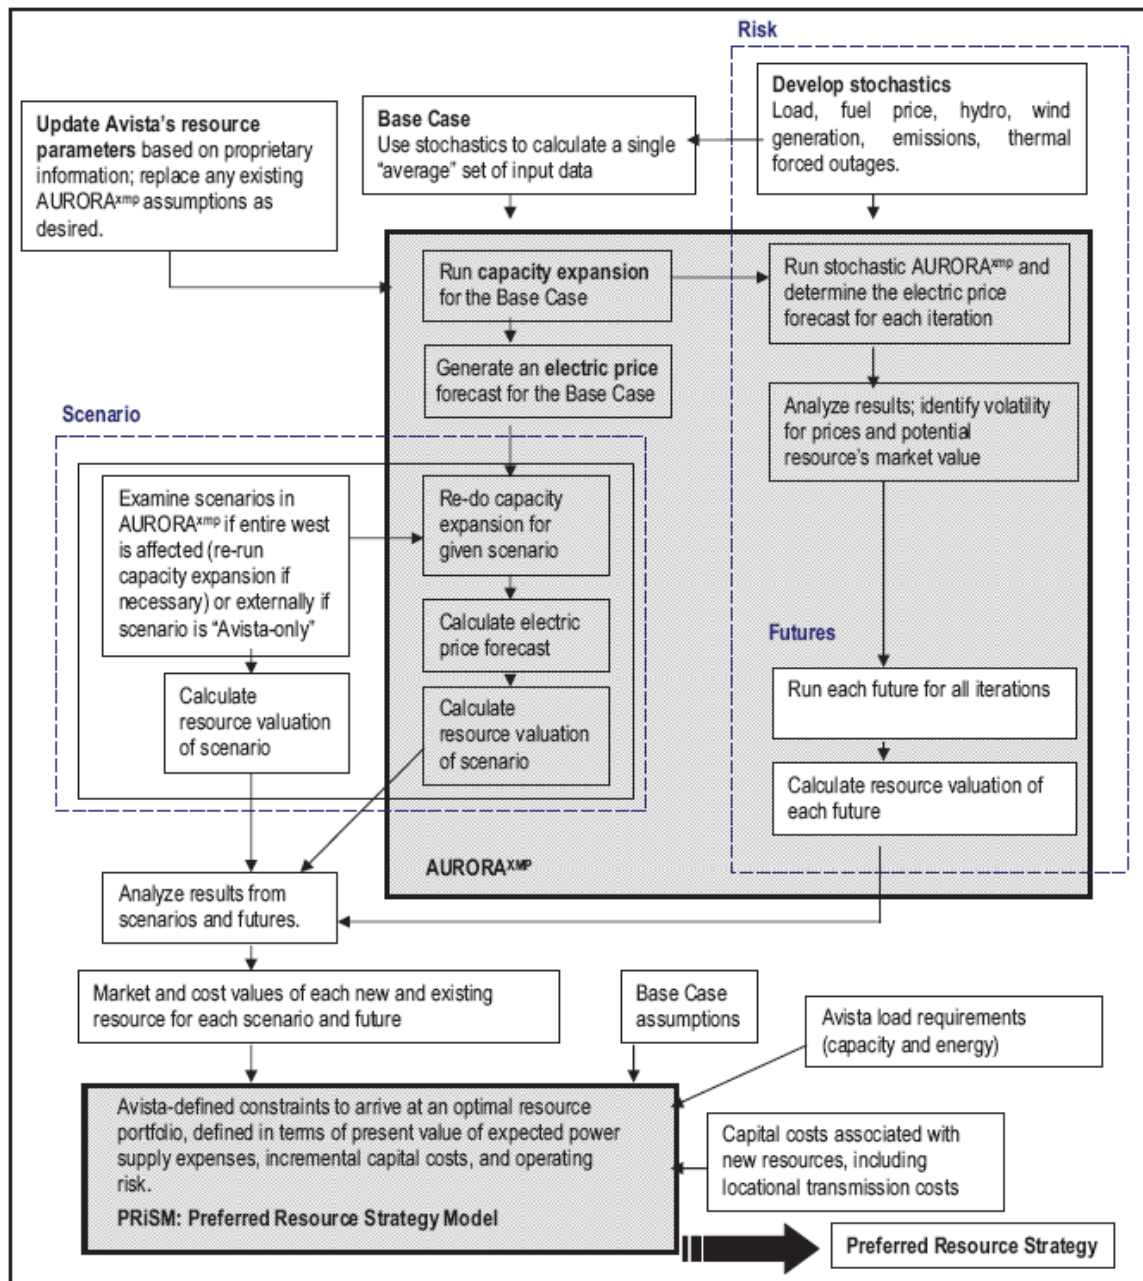 Risk
Develop stochastics
Load, fuel price, hydro, wind
generation, emissions, thermal
forced outages.
Base Case
Use stochastics to calculate a single
“average” set of input data
Update Avista’s resource
parameters based on proprietary
information; replace any existing
AURORAxmp assumptions as
desired.
Run capacity expansion
for the Base Case
Run stochastic AURORAxmp and
determine the electric price
forecast for each iteration
Generate an electric price
forecast for the Base Case
Analyze results; identify volatility
for prices and potential
resource’s market value
Scenario
Examine scenarios in
AURORAxmp if entire west
is affected (re-run
capacity expansion if
necessary) or externally if
scenario is “Avista-only”
Re-do capacity
expansion for
given scenario
Calculate electric
price forecast
Futures
Calculate
resource valuation
of scenario
Calculate
resource valuation
of scenario
Run each future for all iterations
Calculate resource valuation of
each future
AURORAXMP
Analyze results from
scenarios and futures.
Market and cost values of each new and existing
resource for each scenario and future
Base Case
assumptions
Avista load requirements
(capacity and energy)
Avista-defined constraints to arrive at an optimal resource
portfolio, defined in terms of present value of expected power
supply expenses, incremental capital costs, and operating
risk.
PRiSM: Preferred Resource Strategy Model
Capital costs associated with
new resources, including
locational transmission costs
Preferred Resource Strategy